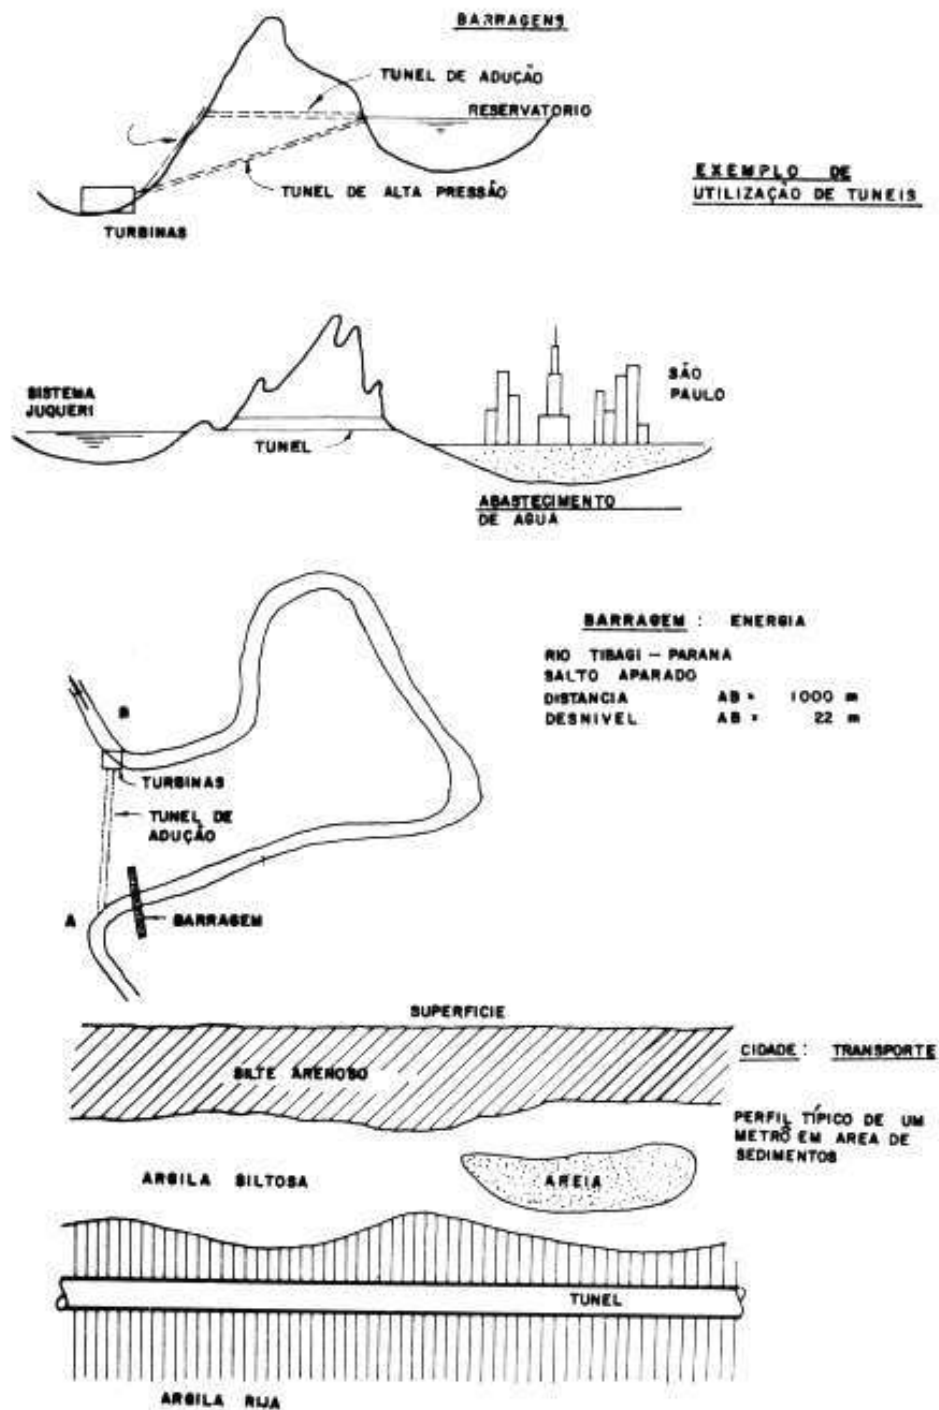 BARRAGENS
TUNEL DE ADUÇÃO
RESERVATORIO
TUNEL DE ALTA PRESSÃO
TURBINAS
EXEMPLO DE
UTILIZAÇÃO DE TUNEIS
SISTEMA
JUQUERI
TUNEL
SÃO
PAULO
ABASTECIMENTO
DE AGUA
BARRAGEM : ENERGIA
RIO TIBAGI - PARANA
SALTO APARADO
DISTANCIA AB = 1000 m
DESNIVEL AB = 22 m
B
TURBINAS
TUNEL DE
ADUÇÃO
A
BARRAGEM
SUPERFICIE
SILTE ARENOSO
CIDADE : TRANSPORTE
PERFIL TÍPICO DE UM
METRÔ EM AREA DE
SEDIMENTOS
ARGILA SILTOSA
AREIA
TUNEL
ARGILA RIJA